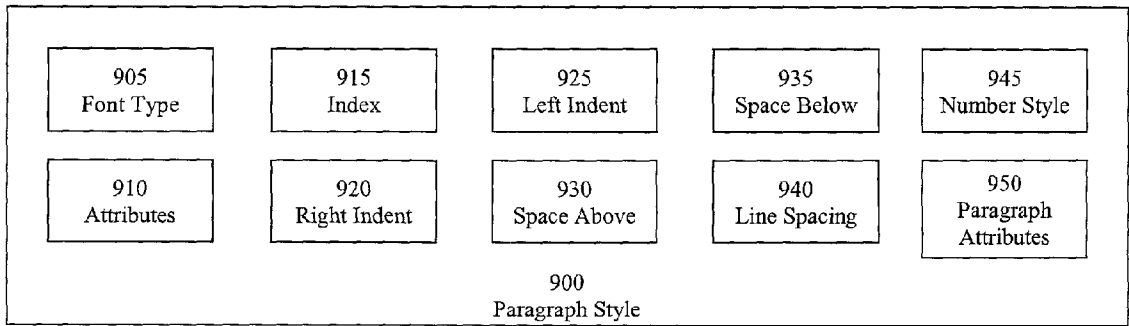 905
Font Type
915
Index
925
Left Indent
935
Space Below
945
Number Style
910
Attributes
920
Right Indent
930
Space Above
940
Line Spacing
950
Paragraph
Attributes
900
Paragraph Style